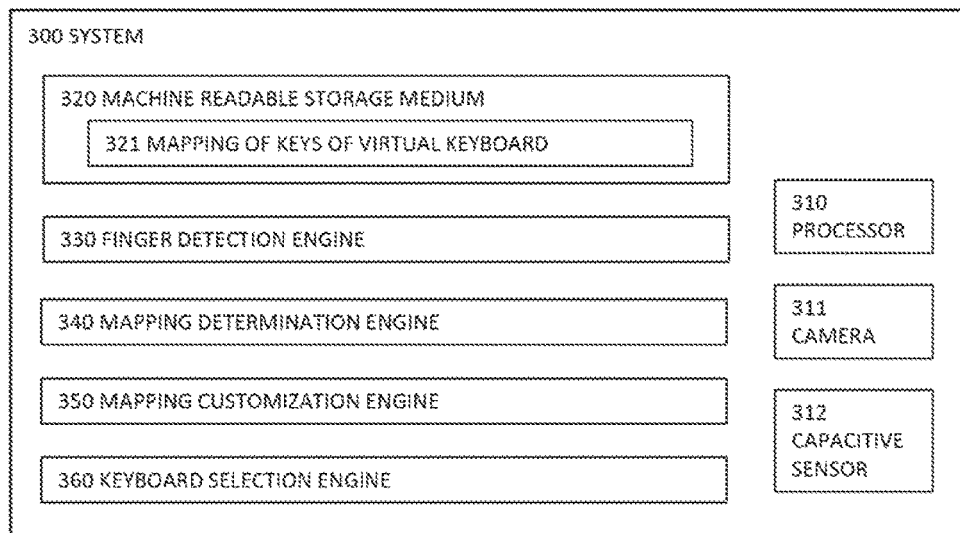 300 SYSTEM
320 MACHINE READABLE STORAGE MEDIUM
321 MAPPING OF KEYS OF VIRTUAL KEYBOARD
330 FINGER DETECTION ENGINE
340 MAPPING DETERMINATION ENGINE
350 MAPPING CUSTOMIZATION ENGINE
360 KEYBOARD SELECTION ENGINE
310
PROCESSOR
311
CAMERA
312
CAPACITIVE
SENSOR